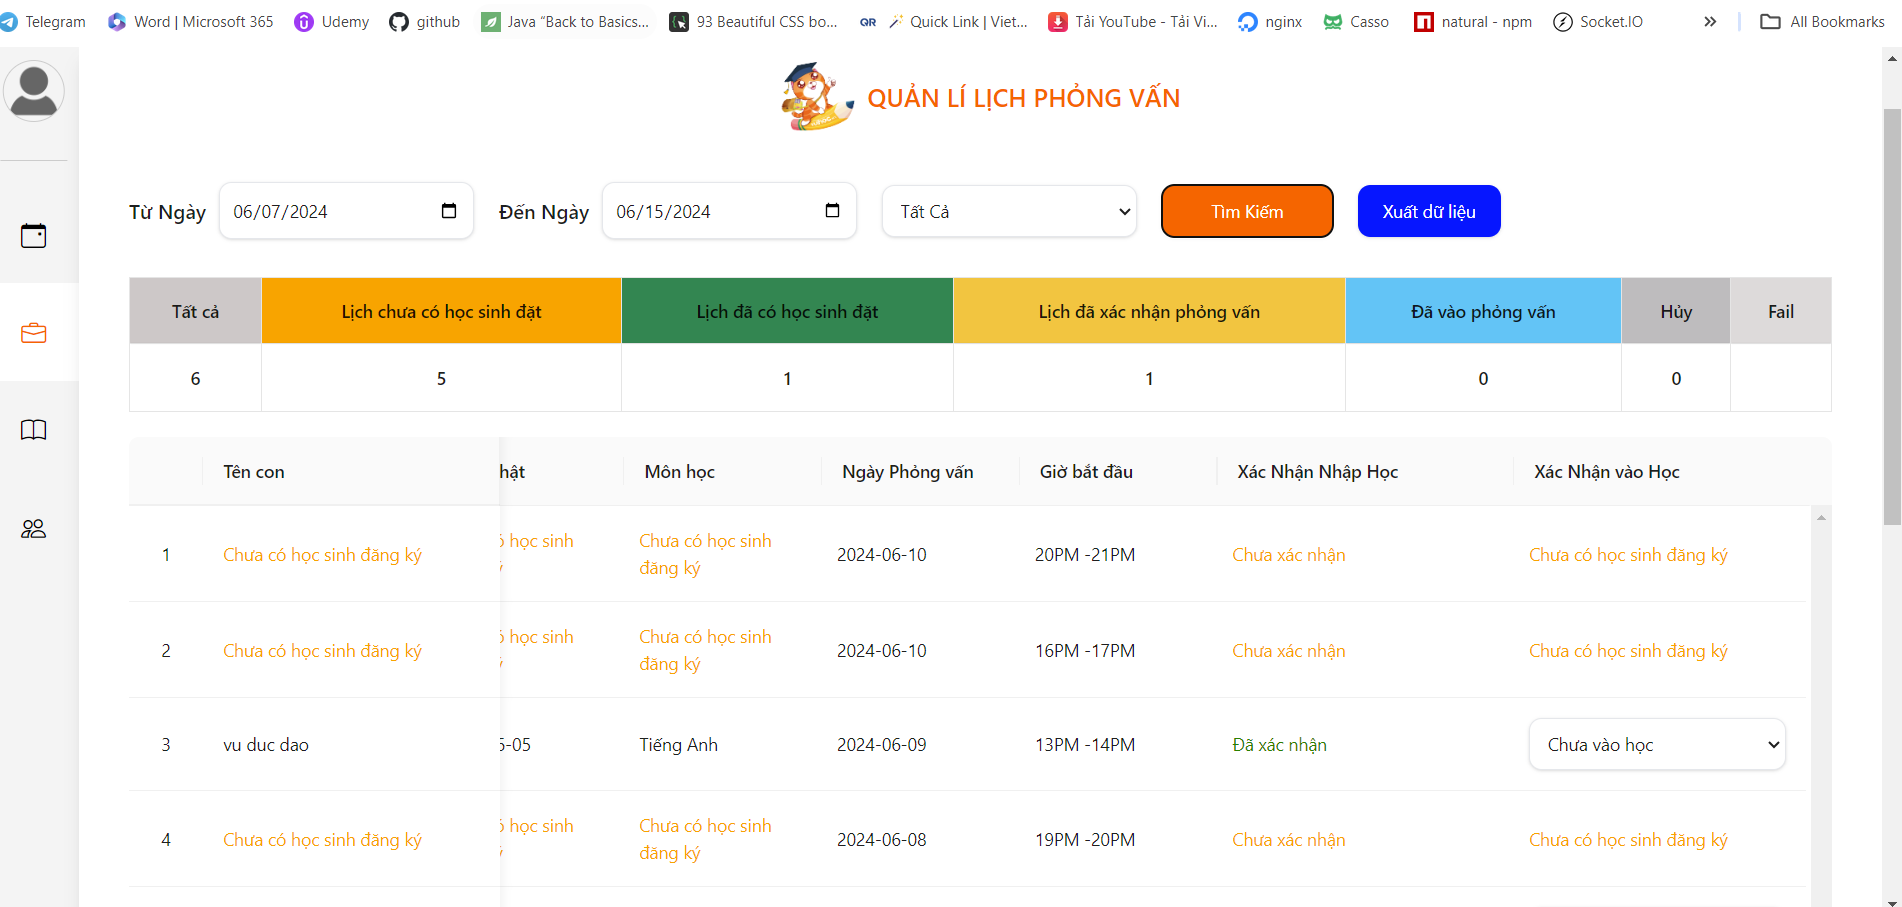 Telegram Word | Microsoft 365 Udemy github Java “Back to Basics... 93 Beautiful CSS bo... QR Quick Link | Viet... Tải YouTube - Tải Vi... nginx Casso natural - npm Socket.IO » All Bookmarks
QUẢN LÍ LỊCH PHỎNG VẤN
Từ Ngày 06/07/2024 Đến Ngày 06/15/2024 Tất Cả Tìm Kiếm Xuất dữ liệu
Tất cả Lịch chưa có học sinh đặt Lịch đã có học sinh đặt Lịch đã xác nhận phỏng vấn Đã vào phỏng vấn Hủy Fail
6 5 1 1 0 0
Tên con hật Môn học Ngày Phỏng vấn Giờ bắt đầu Xác Nhận Nhập Học Xác Nhận vào Học
1 Chưa có học sinh đăng ký học sinh Chưa có học sinh đăng ký 2024-06-10 20PM -21PM Chưa xác nhận Chưa có học sinh đăng ký
2 Chưa có học sinh đăng ký học sinh Chưa có học sinh đăng ký 2024-06-10 16PM -17PM Chưa xác nhận Chưa có học sinh đăng ký
3 vu duc dao -05 Tiếng Anh 2024-06-09 13PM -14PM Đã xác nhận Chưa vào học
4 Chưa có học sinh đăng ký học sinh Chưa có học sinh đăng ký 2024-06-08 19PM -20PM Chưa xác nhận Chưa có học sinh đăng ký